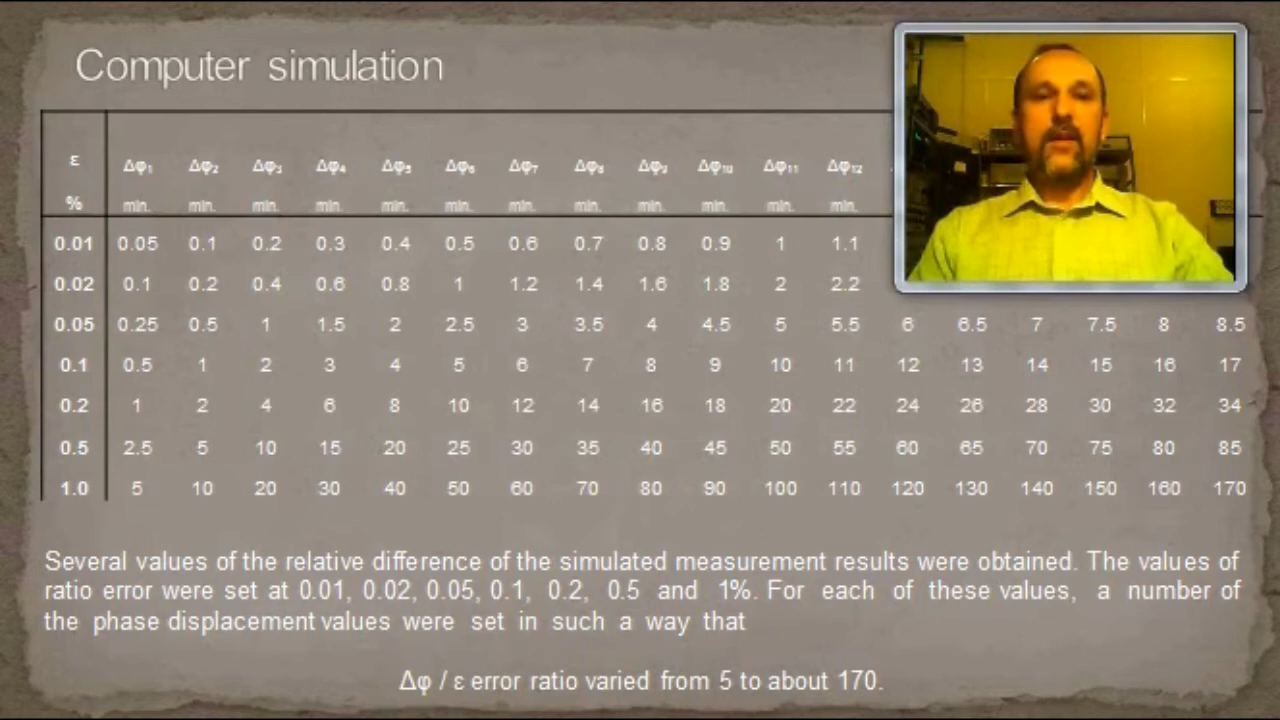 Computer simulation
ε Δφ₁ Δφ₂ Δφ₃ Δφ₄ Δφ₅ Δφ₆ Δφ₇ Δφ₈ Δφ₉ Δφ₁₀ Δφ₁₁ Δφ₁₂
% min. min. min. min. min. min. min. min. min. min. min. min.
0.01 0.05 0.1 0.2 0.3 0.4 0.5 0.6 0.7 0.8 0.9 1 1.1
0.02 0.1 0.2 0.4 0.6 0.8 1 1.2 1.4 1.6 1.8 2 2.2
0.05 0.25 0.5 1 1.5 2 2.5 3 3.5 4 4.5 5 5.5 6 6.5 7 7.5 8 8.5
0.1 0.5 1 2 3 4 5 6 7 8 9 10 11 12 13 14 15 16 17
0.2 1 2 4 6 8 10 12 14 16 18 20 22 24 26 28 30 32 34
0.5 2.5 5 10 15 20 25 30 35 40 45 50 55 60 65 70 75 80 85
1.0 5 10 20 30 40 50 60 70 80 90 100 110 120 130 140 150 160 170
Several values of the relative difference of the simulated measurement results were obtained. The values of
ratio error were set at 0.01, 0.02, 0.05, 0.1, 0.2, 0.5 and 1%. For each of these values, a number of
the phase displacement values were set in such a way that
Δφ / ε error ratio varied from 5 to about 170.